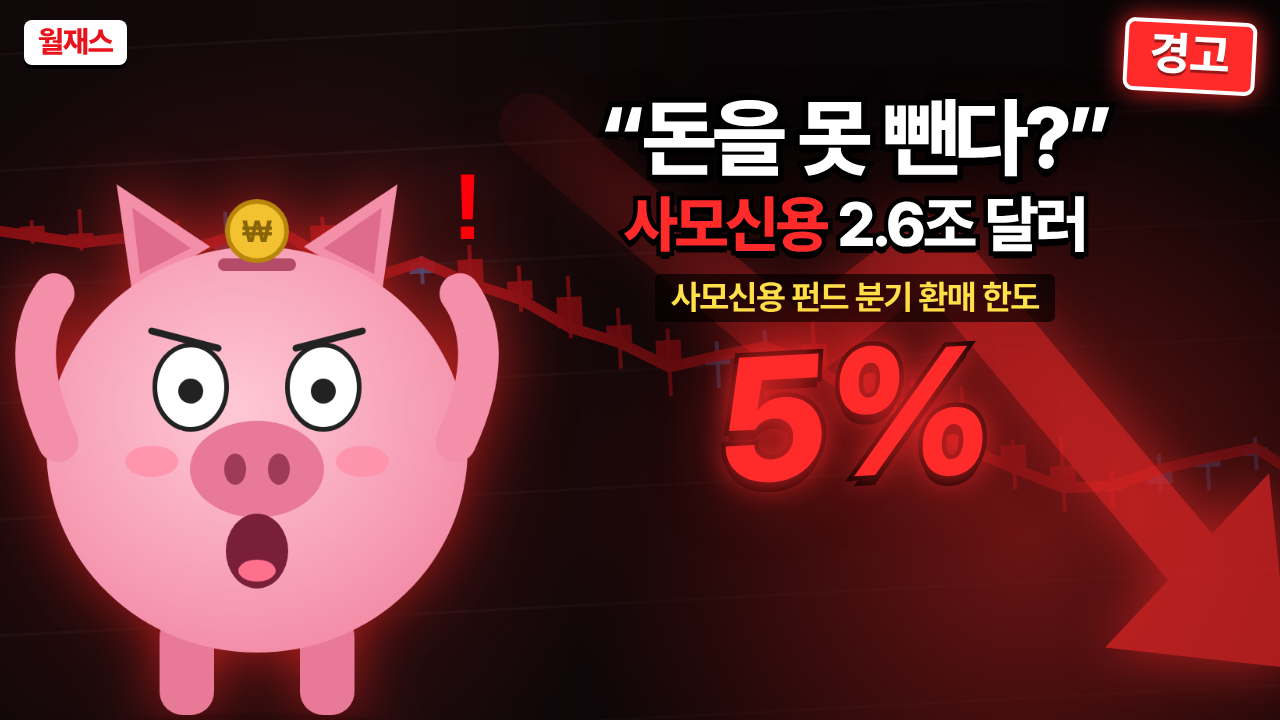 월재스
경고
“돈을 못 뺀다?”
사모신용 2.6조 달러
사모신용 펀드 분기 환매 한도
5%
!
₩